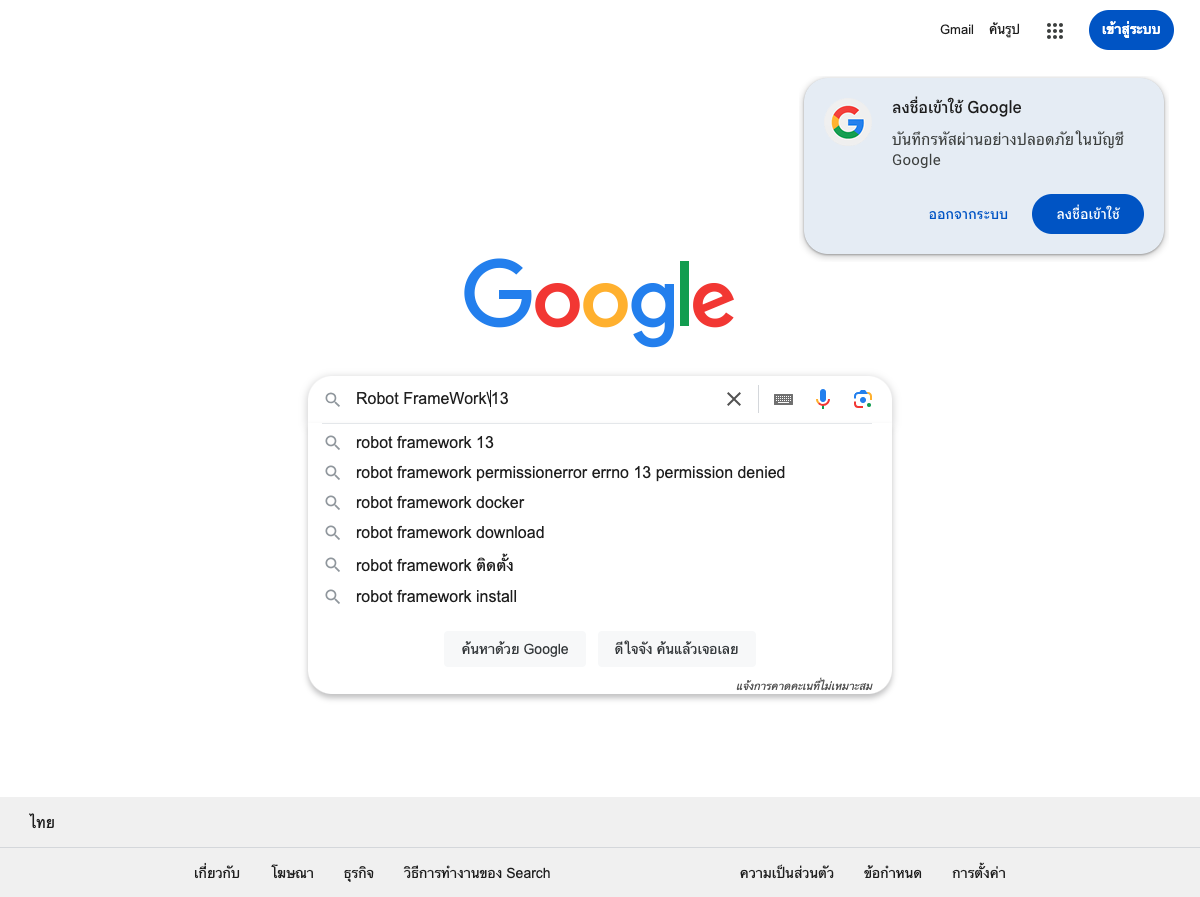 Gmail ค้นรูป เข้าสู่ระบบ
ลงชื่อเข้าใช้ Google
บันทึกรหัสผ่านอย่างปลอดภัยในบัญชี
Google
ออกจากระบบ ลงชื่อเข้าใช้
Google
Robot FrameWork\13
robot framework 13
robot framework permissionerror errno 13 permission denied
robot framework docker
robot framework download
robot framework ติดตั้ง
robot framework install
ค้นหาด้วย Google ดีใจจัง ค้นแล้วเจอเลย
แจ้งการคาดคะเนที่ไม่เหมาะสม
ไทย
เกี่ยวกับ โฆษณา ธุรกิจ วิธีการทำงานของ Search ความเป็นส่วนตัว ข้อกำหนด การตั้งค่า